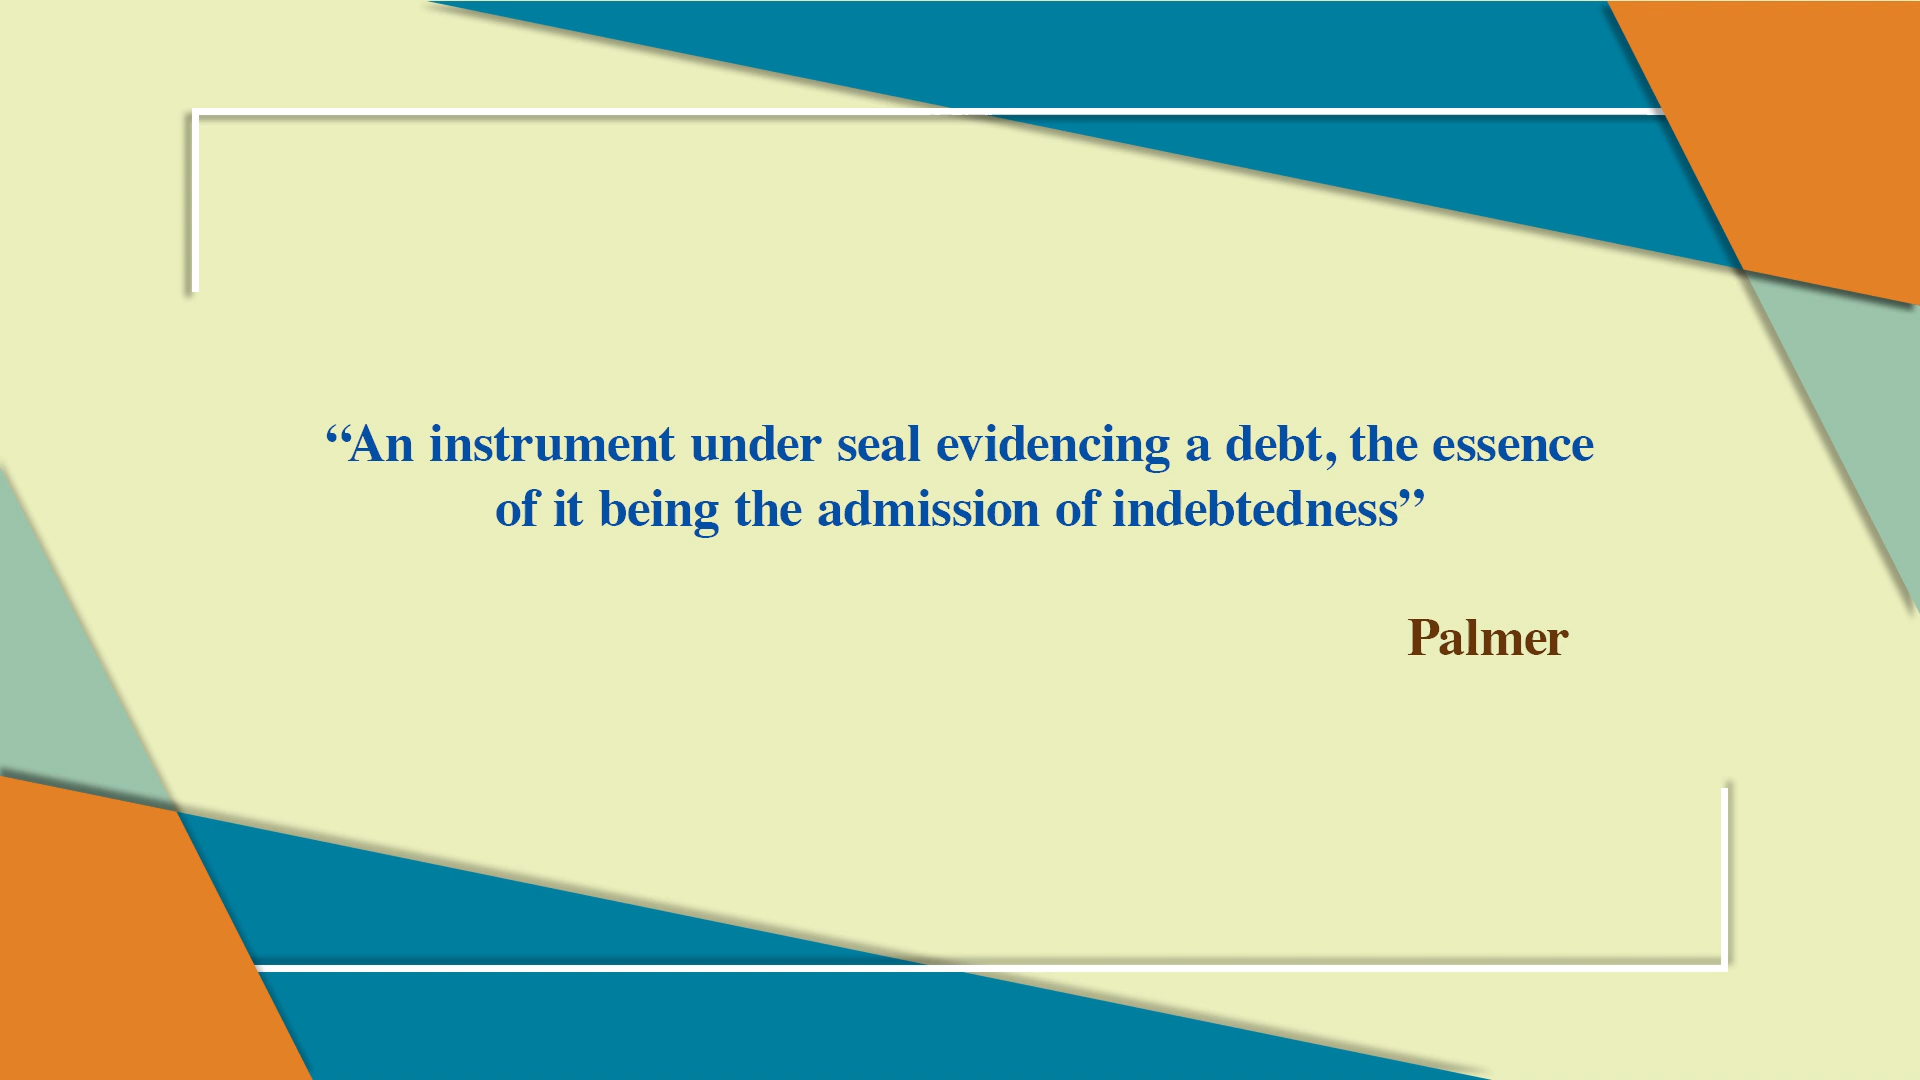 “An instrument under seal evidencing a debt, the essence
of it being the admission of indebtedness”
Palmer